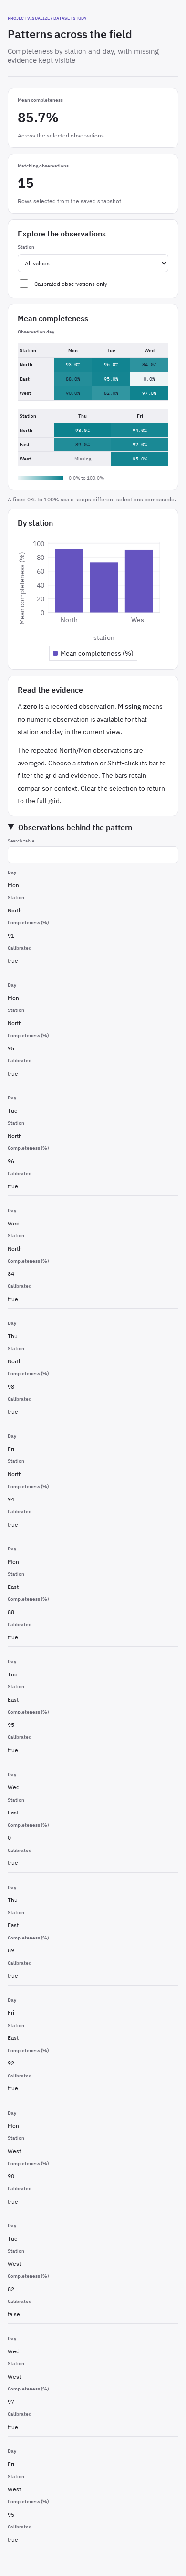 PROJECT VISUALIZE / DATASET STUDY
Patterns across the field
Completeness by station and day, with missing
evidence kept visible
Mean completeness
85.7%
Across the selected observations
Matching observations
15
Rows selected from the saved snapshot
Explore the observations
Station
All values
Calibrated observations only
Mean completeness
Observation day
Station Mon Tue Wed
North 93.0% 96.0% 84.0%
East 88.0% 95.0% 0.0%
West 90.0% 82.0% 97.0%
Station Thu Fri
North 98.0% 94.0%
East 89.0% 92.0%
West Missing 95.0%
0.0% to 100.0%
A fixed 0% to 100% scale keeps different selections comparable.
By station
Mean completeness (%)
100
80
60
40
20
0
North West
station
Mean completeness (%)
Read the evidence
A zero is a recorded observation. Missing means
no numeric observation is available for that
station and day in the current view.
The repeated North/Mon observations are
averaged. Choose a station or Shift-click its bar to
filter the grid and evidence. The bars retain
comparison context. Clear the selection to return
to the full grid.
Observations behind the pattern
Search table
Day
Mon
Station
North
Completeness (%)
91
Calibrated
true
Day
Mon
Station
North
Completeness (%)
95
Calibrated
true
Day
Tue
Station
North
Completeness (%)
96
Calibrated
true
Day
Wed
Station
North
Completeness (%)
84
Calibrated
true
Day
Thu
Station
North
Completeness (%)
98
Calibrated
true
Day
Fri
Station
North
Completeness (%)
94
Calibrated
true
Day
Mon
Station
East
Completeness (%)
88
Calibrated
true
Day
Tue
Station
East
Completeness (%)
95
Calibrated
true
Day
Wed
Station
East
Completeness (%)
0
Calibrated
true
Day
Thu
Station
East
Completeness (%)
89
Calibrated
true
Day
Fri
Station
East
Completeness (%)
92
Calibrated
true
Day
Mon
Station
West
Completeness (%)
90
Calibrated
true
Day
Tue
Station
West
Completeness (%)
82
Calibrated
false
Day
Wed
Station
West
Completeness (%)
97
Calibrated
true
Day
Fri
Station
West
Completeness (%)
95
Calibrated
true